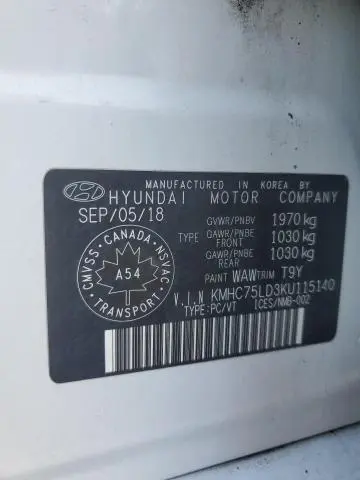 MANUFACTURED IN KOREA BY
HYUNDAI MOTOR COMPANY
SEP/05/18
GVWR/PNBV 1970 kg
TYPE GAWR/PNBE FRONT 1030 kg
GAWR/PNBE REAR 1030 kg
PAINT WAW TRIM T9Y
V.I.N KMHC75LD3KU115140
TYPE:PC/VT ICES/NMB-002
CANADA
CMVSS NSVAC
A54
TRANSPORT